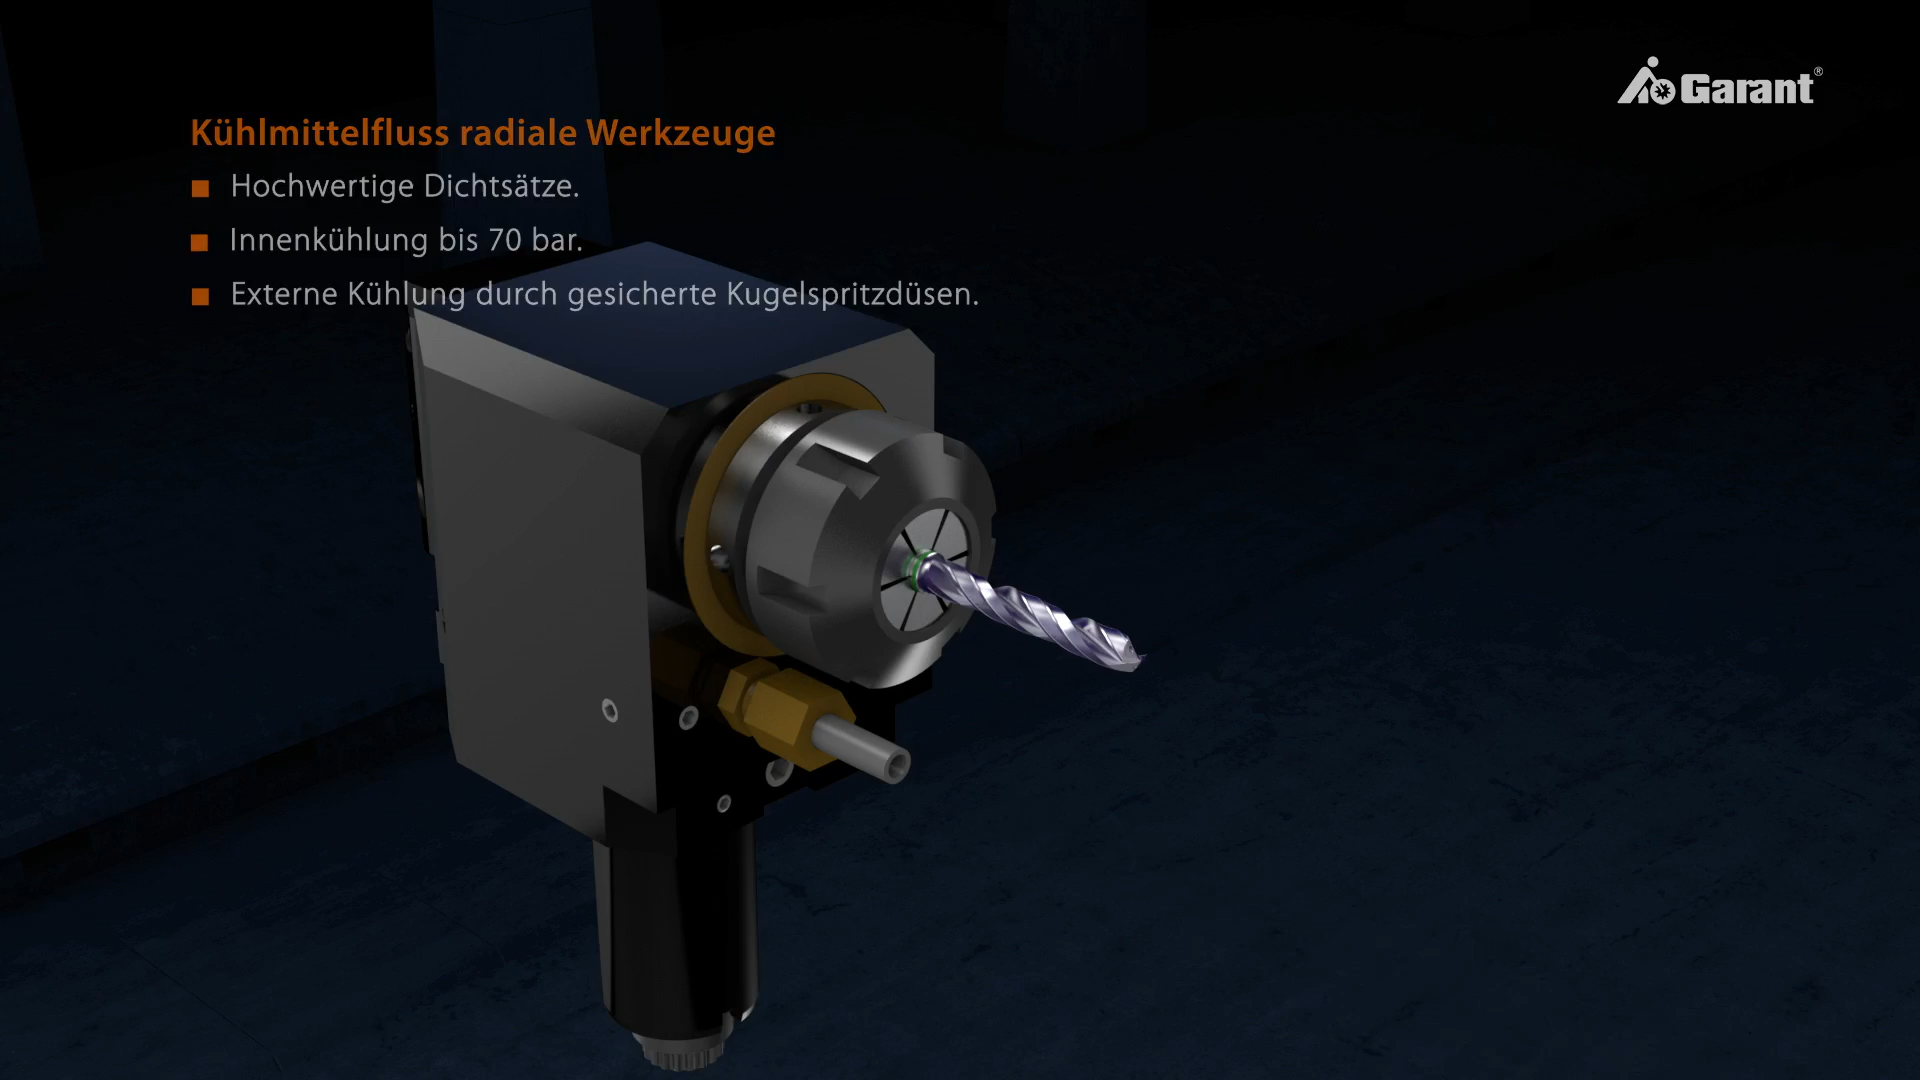 Garant®
Kühlmittelfluss radiale Werkzeuge
Hochwertige Dichtsätze.
Innenkühlung bis 70 bar.
Externe Kühlung durch gesicherte Kugelspritzdüsen.